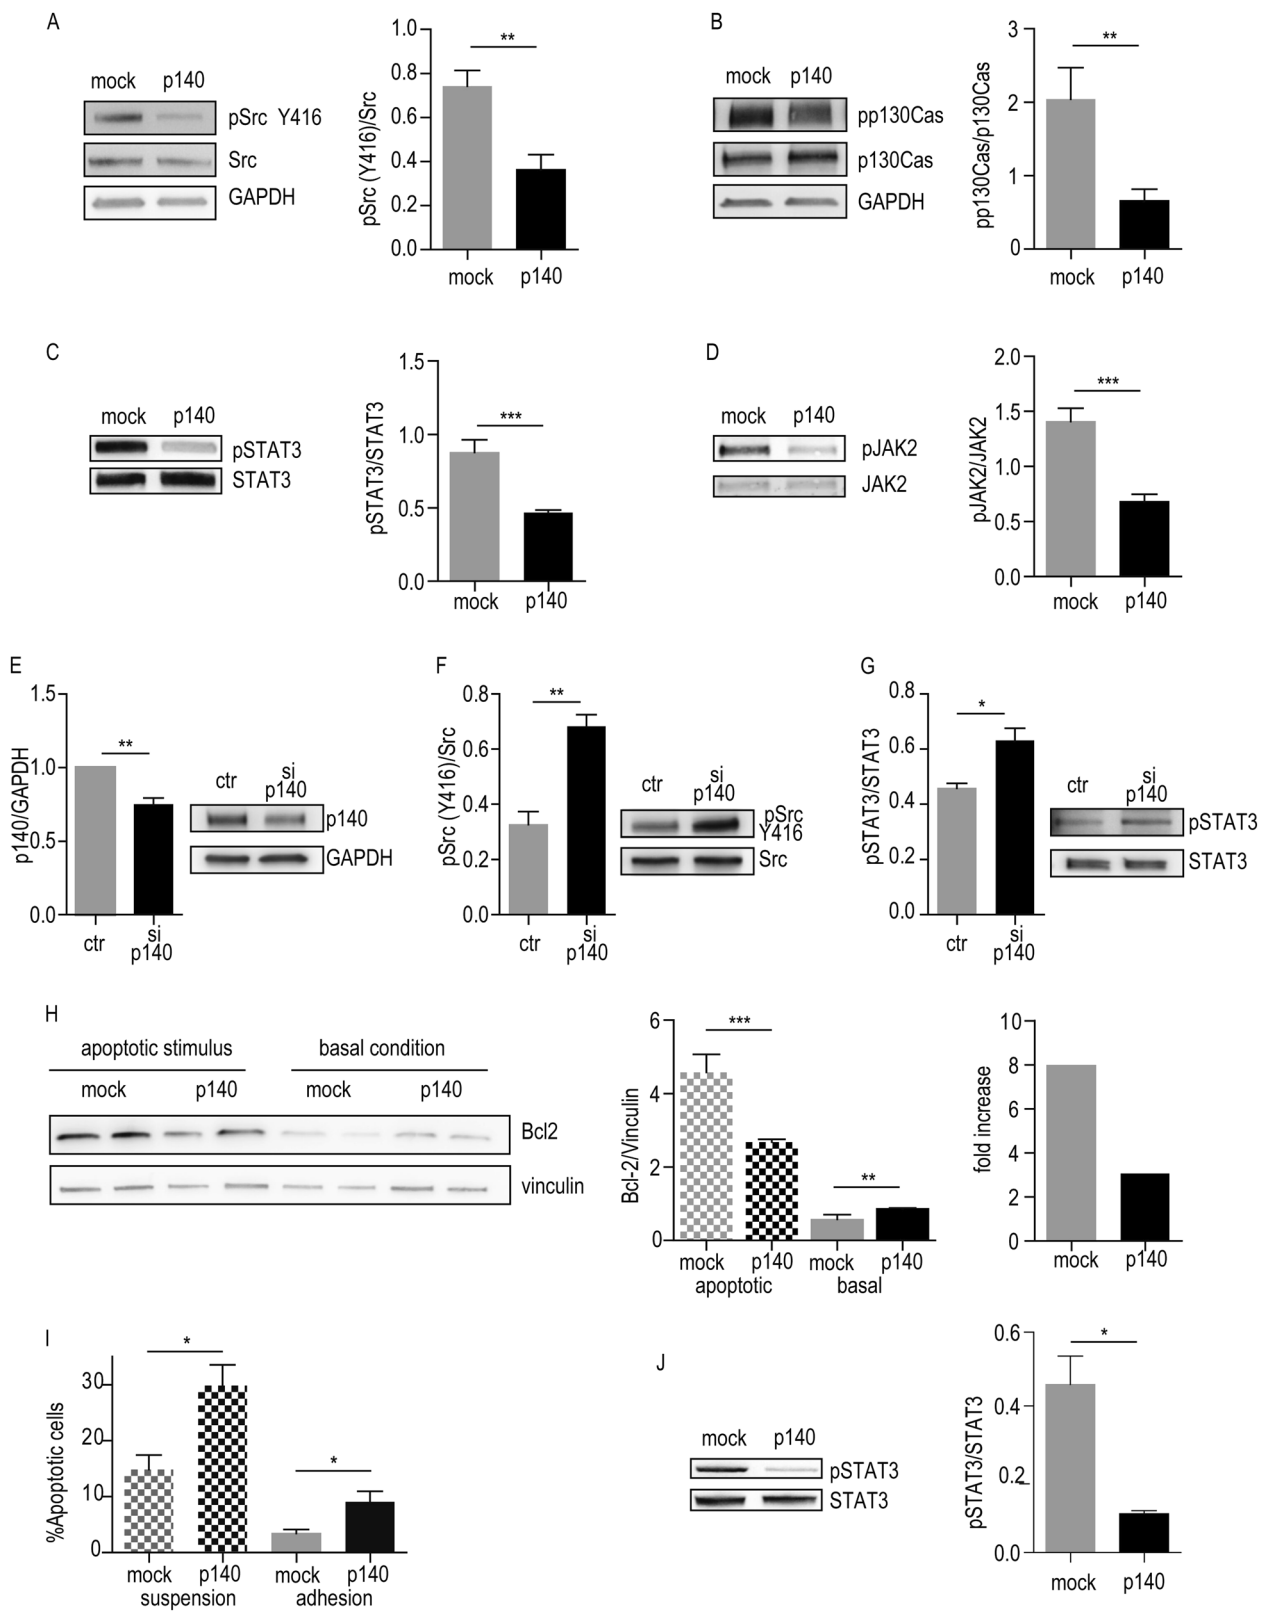 A
mock p140
pSrc Y416
Src
GAPDH
pSrc (Y416)/Src
1.0
0.8
0.6
0.4
0.2
0.0
**
mock p140
B
mock p140
pp130Cas
p130Cas
GAPDH
pp130Cas/p130Cas
3
2
1
0
**
mock p140
C
mock p140
pSTAT3
STAT3
pSTAT3/STAT3
1.5
1.0
0.5
0.0
***
mock p140
D
mock p140
pJAK2
JAK2
pJAK2/JAK2
2.0
1.5
1.0
0.5
0.0
***
mock p140
E
p140/GAPDH
1.5
1.0
0.5
0.0
**
ctr si
p140
ctr si
p140
p140
GAPDH
F
pSrc (Y416)/Src
0.8
0.6
0.4
0.2
0.0
**
ctr si
p140
ctr si
p140
pSrc
Y416
Src
G
pSTAT3/STAT3
0.8
0.6
0.4
0.2
0.0
*
ctr si
p140
ctr si
p140
pSTAT3
STAT3
H
apoptotic stimulus basal condition
mock p140 mock p140
Bcl2
vinculin
Bcl-2/Vinculin
6
4
2
0
***
**
mock p140 mock p140
apoptotic basal
fold increase
10
8
6
4
2
0
mock p140
I
%Apoptotic cells
30
20
10
0
*
*
mock p140 mock p140
suspension adhesion
J
mock p140
pSTAT3
STAT3
pSTAT3/STAT3
0.6
0.4
0.2
0.0
*
mock p140